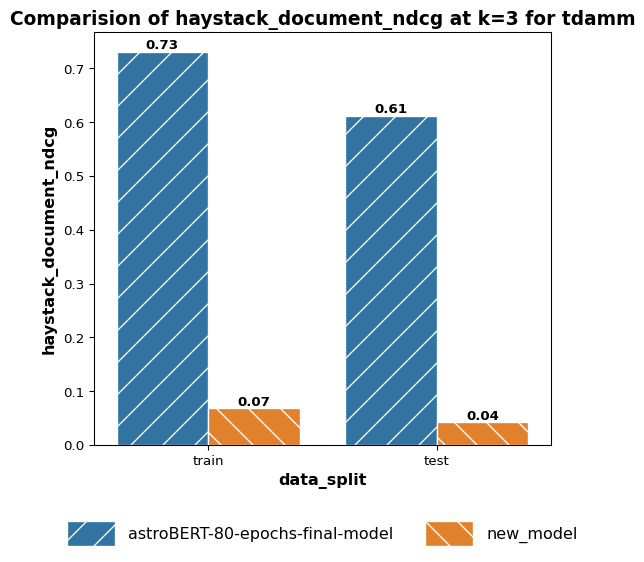 Comparision of haystack_document_ndcg at k=3 for tdamm
haystack_document_ndcg
0.7
0.6
0.5
0.4
0.3
0.2
0.1
0.0
0.73
0.07
0.61
0.04
train
test
data_split
astroBERT-80-epochs-final-model
new_model